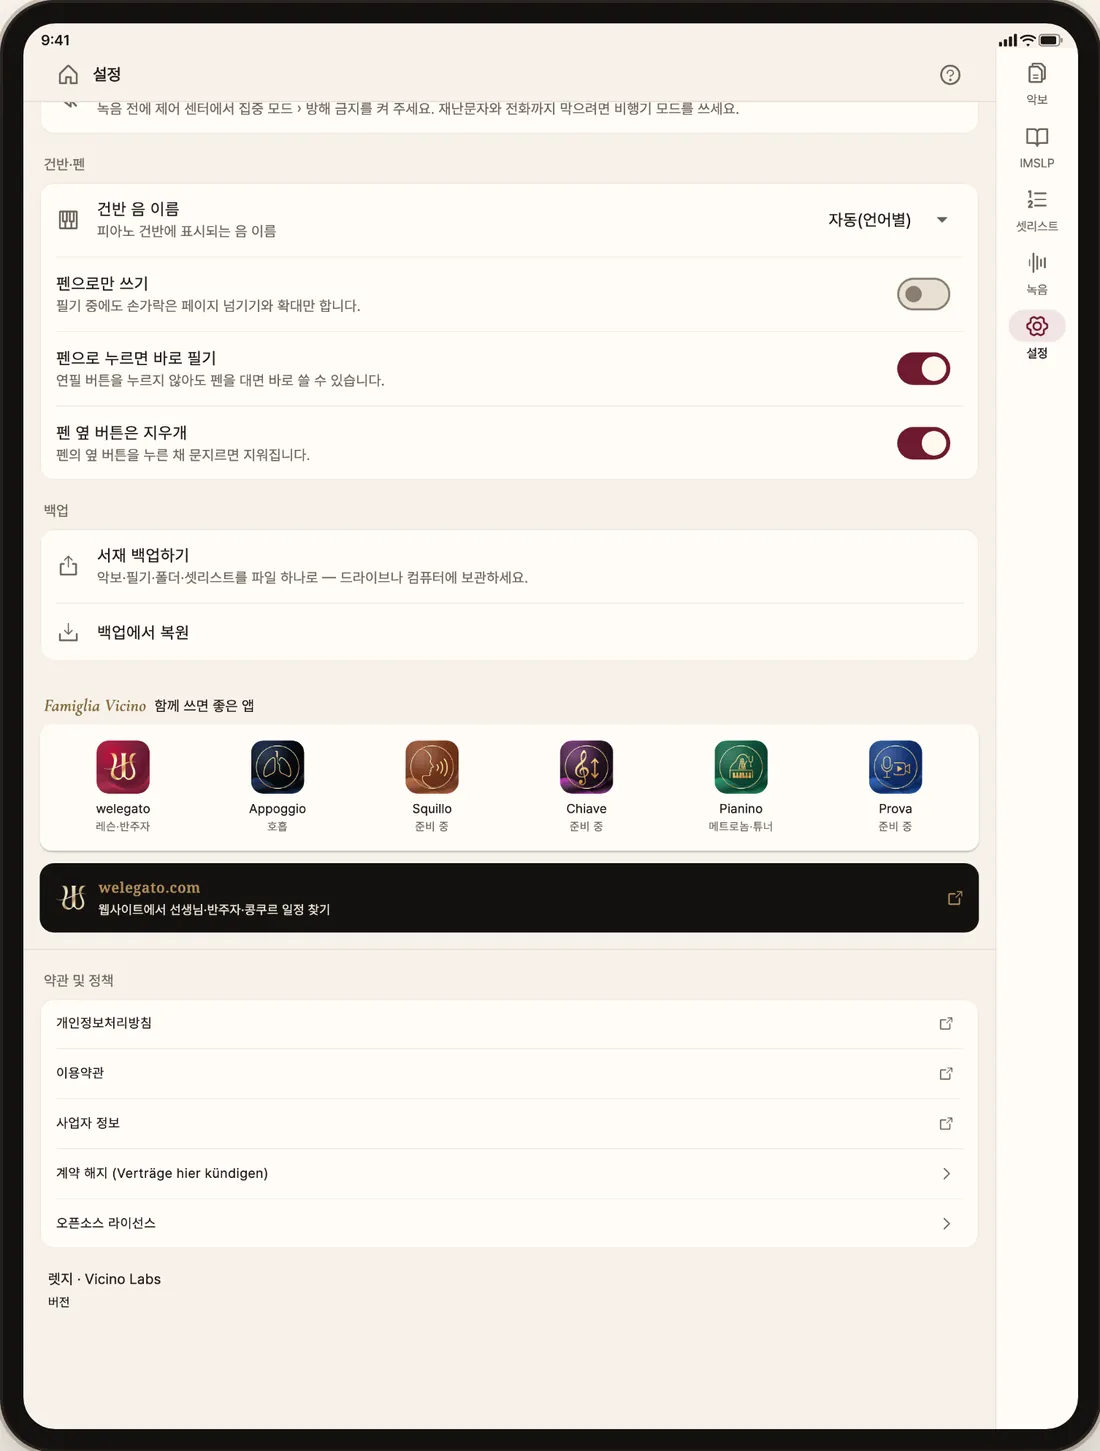 9:41
설정
녹음 전에 제어 센터에서 집중 모드 › 방해 금지를 켜 주세요. 재난문자와 전화까지 막으려면 비행기 모드를 쓰세요.
건반·펜
건반 음 이름
피아노 건반에 표시되는 음 이름
자동(언어별)
펜으로만 쓰기
필기 중에도 손가락은 페이지 넘기기와 확대만 합니다.
펜으로 누르면 바로 필기
연필 버튼을 누르지 않아도 펜을 대면 바로 쓸 수 있습니다.
펜 옆 버튼은 지우개
펜의 옆 버튼을 누른 채 문지르면 지워집니다.
백업
서재 백업하기
악보·필기·폴더·셋리스트를 파일 하나로 — 드라이브나 컴퓨터에 보관하세요.
백업에서 복원
Famiglia Vicino 함께 쓰면 좋은 앱
welegato
레슨·반주자
Appoggio
호흡
Squillo
준비 중
Chiave
준비 중
Pianino
메트로놈·튜너
Prova
준비 중
welegato.com
웹사이트에서 선생님·반주자·콩쿠르 일정 찾기
약관 및 정책
개인정보처리방침
이용약관
사업자 정보
계약 해지 (Verträge hier kündigen)
오픈소스 라이선스
렛지 · Vicino Labs
버전
악보
IMSLP
셋리스트
녹음
설정